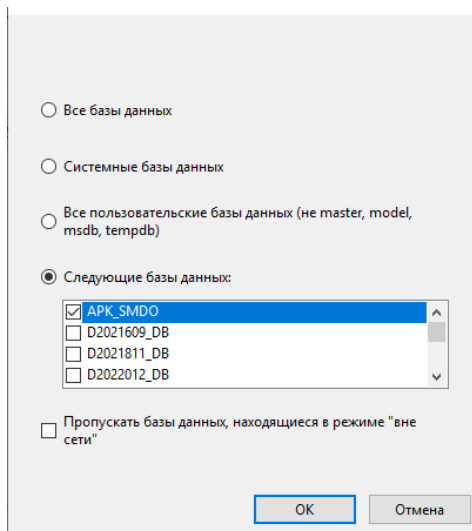 Все базы данных
Системные базы данных
Все пользовательские базы данных (не master, model,
msdb, tempdb)
Следующие базы данных:
APK_SMDO
D2021609_DB
D2021811_DB
D2022012_DB
Пропускать базы данных, находящиеся в режиме "вне
сети"
ОК
Отмена